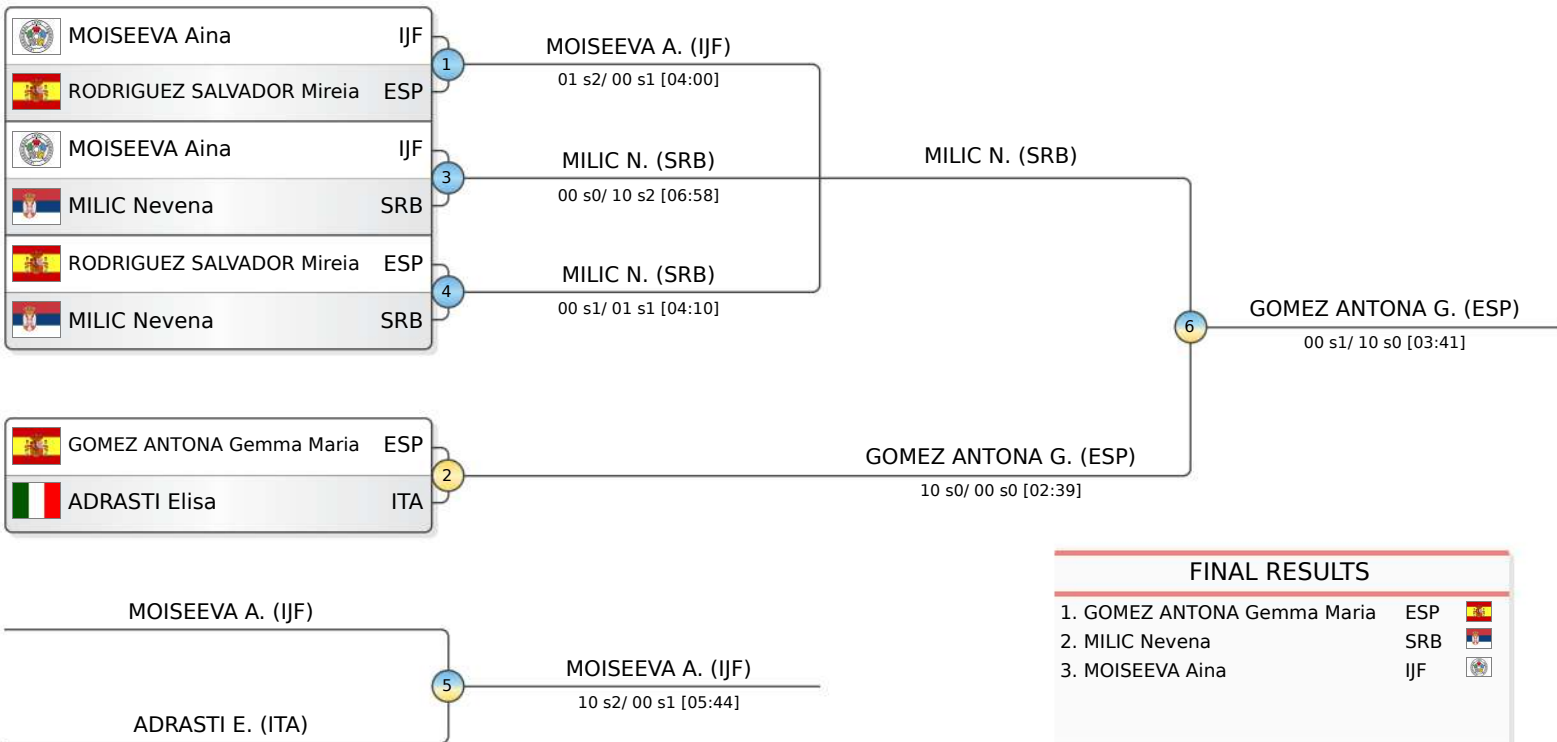 MOISEEVA Aina IJF
RODRIGUEZ SALVADOR Mireia ESP
1
MOISEEVA A. (IJF)
01 s2/ 00 s1 [04:00]
MOISEEVA Aina IJF
MILIC Nevena SRB
3
MILIC N. (SRB)
00 s0/ 10 s2 [06:58]
RODRIGUEZ SALVADOR Mireia ESP
MILIC Nevena SRB
4
MILIC N. (SRB)
00 s1/ 01 s1 [04:10]
MILIC N. (SRB)
6
GOMEZ ANTONA G. (ESP)
00 s1/ 10 s0 [03:41]
GOMEZ ANTONA Gemma Maria ESP
ADRASTI Elisa ITA
2
GOMEZ ANTONA G. (ESP)
10 s0/ 00 s0 [02:39]
MOISEEVA A. (IJF)
ADRASTI E. (ITA)
5
MOISEEVA A. (IJF)
10 s2/ 00 s1 [05:44]
FINAL RESULTS
1. GOMEZ ANTONA Gemma Maria ESP
2. MILIC Nevena SRB
3. MOISEEVA Aina IJF